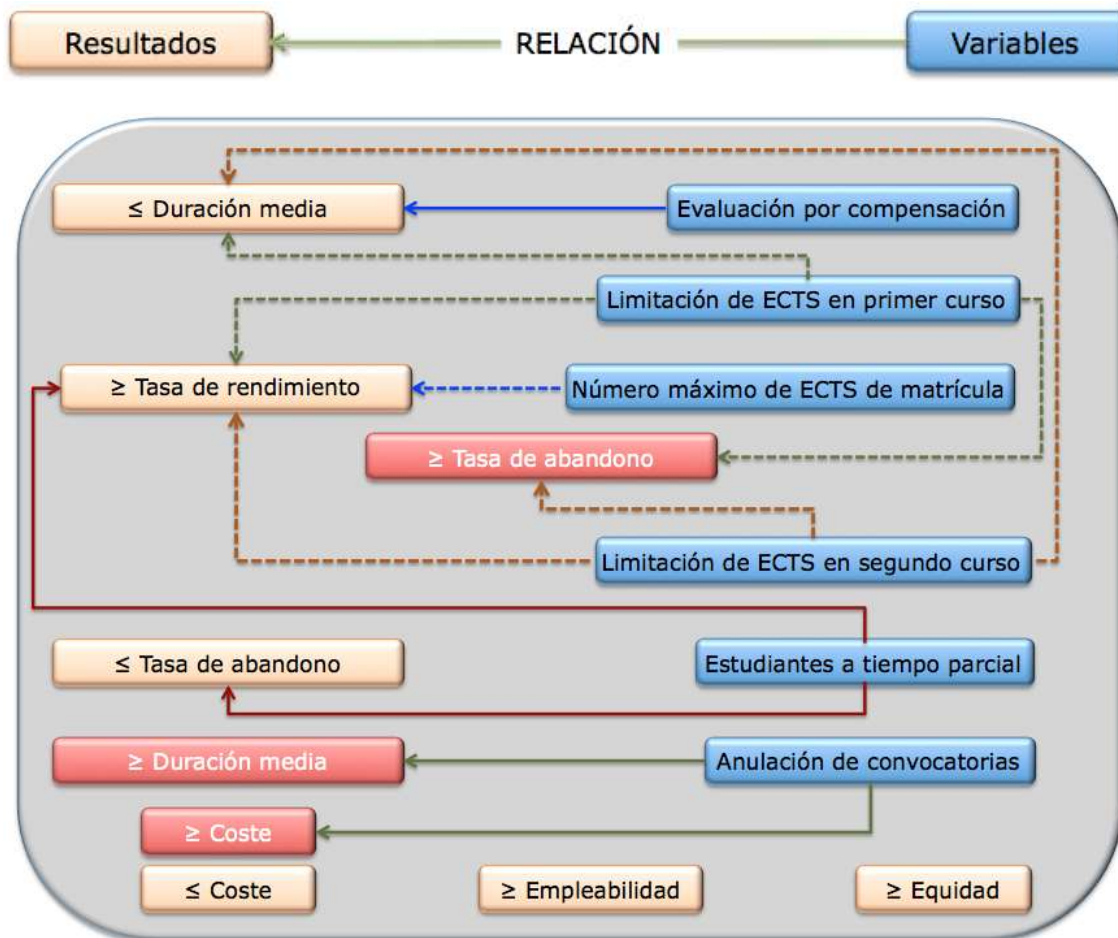 Resultados RELACIÓN Variables
≤ Duración media Evaluación por compensación
Limitación de ECTS en primer curso
≥ Tasa de rendimiento Número máximo de ECTS de matrícula
≥ Tasa de abandono
Limitación de ECTS en segundo curso
≤ Tasa de abandono Estudiantes a tiempo parcial
≥ Duración media Anulación de convocatorias
≥ Coste
≤ Coste ≥ Empleabilidad ≥ Equidad